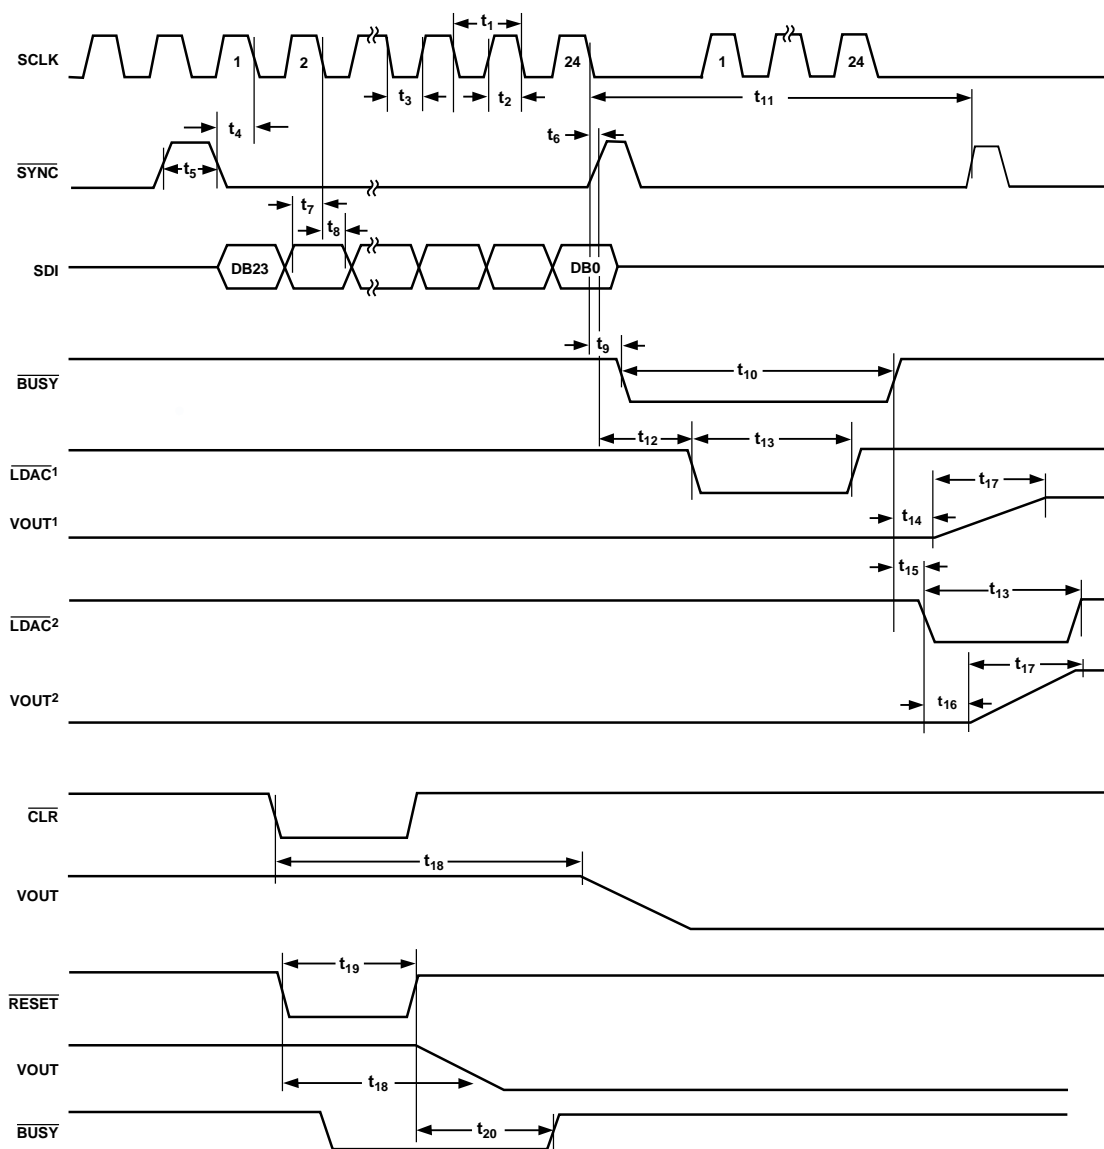 t1
SCLK 1 2 24 1 24
t3 t2
t11
t4
t6
SYNC t5
t7
t8
SDI DB23 DB0
t9
BUSY t10
t12 t13
LDAC1
t17
VOUT1 t14
t15
t13
LDAC2
t17
VOUT2 t16
CLR
t18
VOUT
t19
RESET
VOUT
t18
BUSY t20